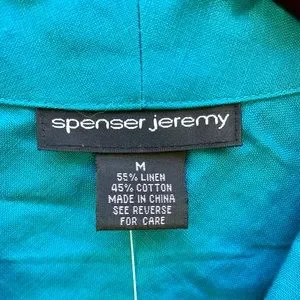 spenser jeremy
M
55% LINEN
45% COTTON
MADE IN CHINA
SEE REVERSE
FOR CARE